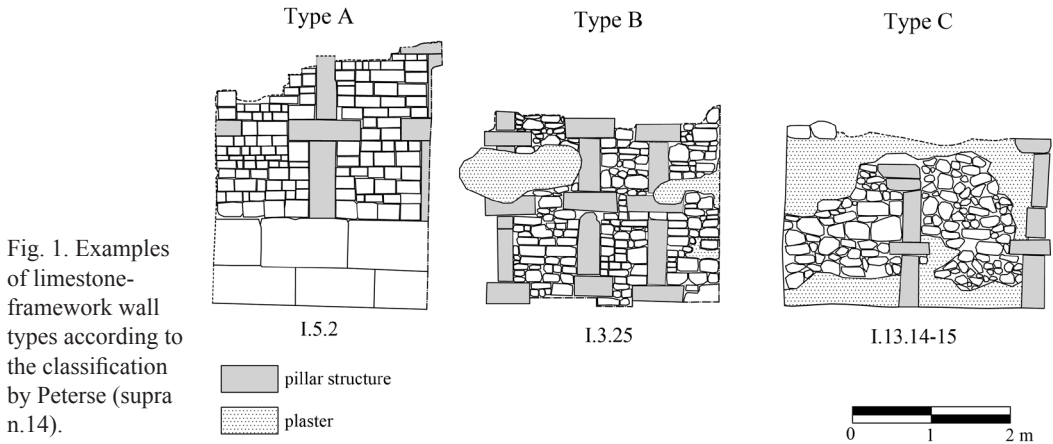 Type A
Type B
Type C
I.5.2
I.3.25
I.13.14-15
Fig. 1. Examples
of limestone-
framework wall
types according to
the classification
by Peterse (supra
n.14).
pillar structure
plaster
0 1 2 m